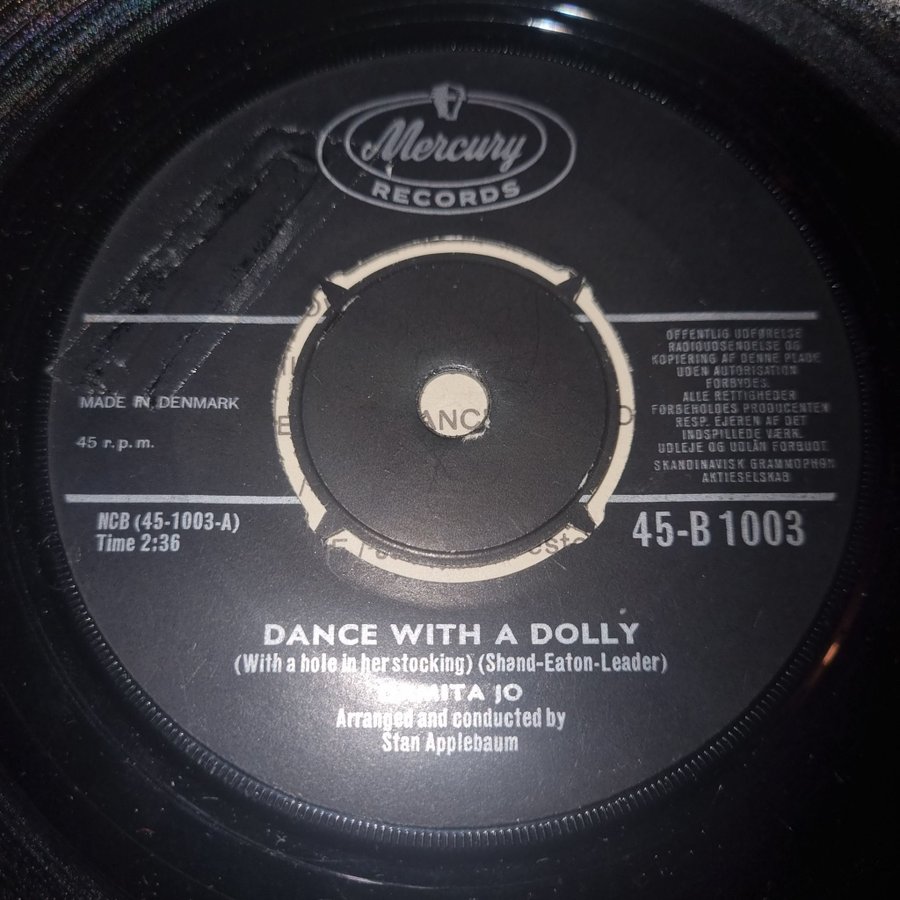 Mercury
RECORDS
MADE IN DENMARK
45 r.p.m.
OFFENTLIG UDFØRELSE
RADIOUDSENDELSE OG
KOPIERING AF DENNE PLADE
UDEN AUTORISATION
FORBYDES.
ALLE RETTIGHEDER
FORBEHOLDES PRODUCENTEN
RESP. EJEREN AF DET
INDSPILLEDE VÆRK.
UDLEJE OG UDLÅN FORBUDT
SKANDINAVISK GRAMMOPHON
AKTIESELSKAB
NCB (45-1003-A)
Time 2:36
45-B 1003
DANCE WITH A DOLLY
(With a hole in her stocking) (Shand-Eaton-Leader)
JO
Arranged and conducted by
Stan Applebaum